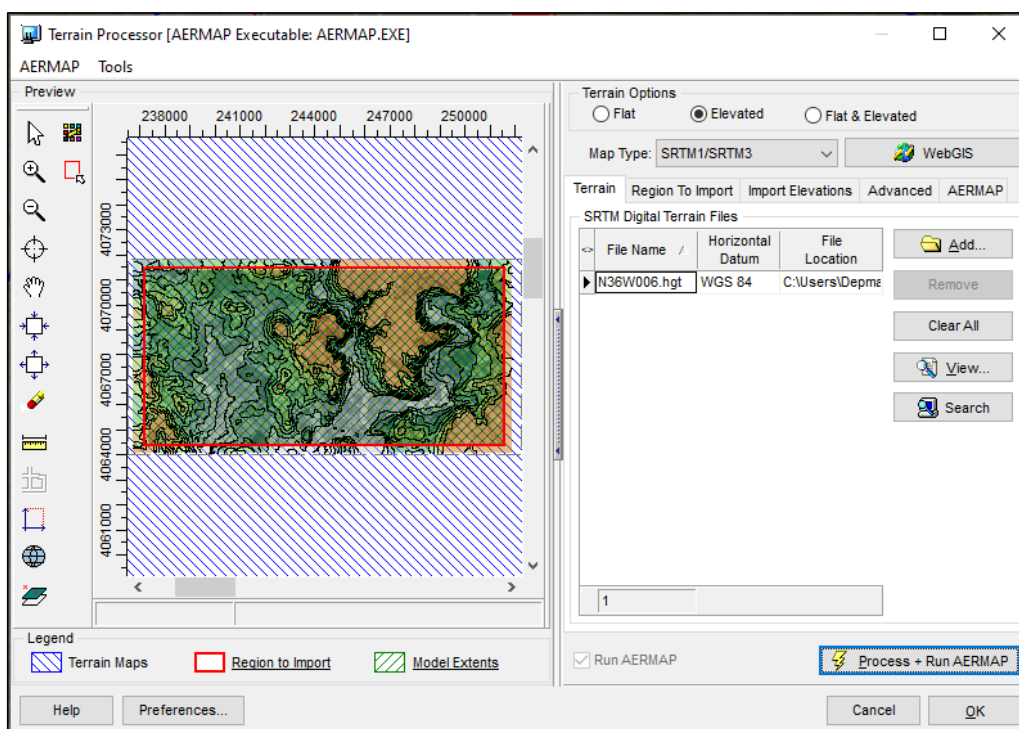 Terrain Processor [AERMAP Executable: AERMAP.EXE]
AERMAP Tools
Preview
238000 241000 244000 247000 250000
4073000
4070000
4067000
4064000
4061000
Legend
Terrain Maps
Region to Import
Model Extents
Terrain Options
Flat
Elevated
Flat & Elevated
Map Type: SRTM1/SRTM3
WebGIS
Terrain Region To Import Import Elevations Advanced AERMAP
SRTM Digital Terrain Files
<> File Name Horizontal Datum File Location
N36W006.hgt WGS 84 C:\Users\Depma
1
Add...
Remove
Clear All
View...
Search
Run AERMAP
Process + Run AERMAP
Help
Preferences...
Cancel
OK